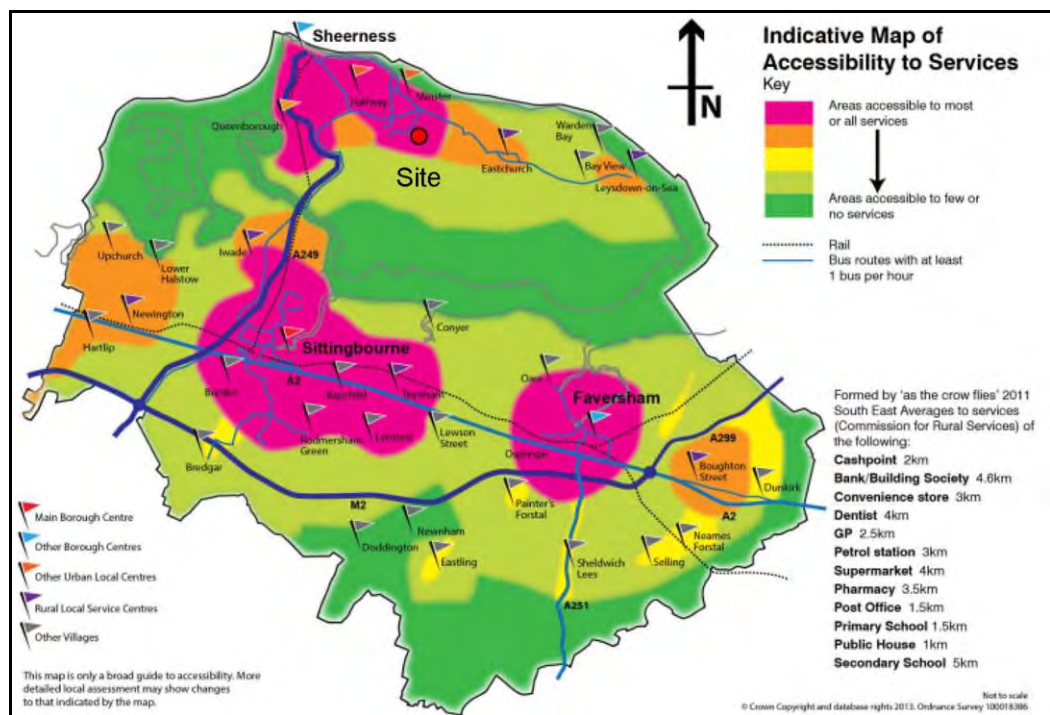 Sheerness
Halfway
Minster
Queenborough
Site
Eastchurch
Warden
Bay
Bay View
Leysdown-on-Sea
Iwade
A249
Upchurch
Lower
Halstow
Newington
Hartlip
Conyer
Sittingbourne
A2
Borden
Bapchild
Teynham
Rodmersham
Green
Lynsted
Lewson
Street
Bredgar
M2
Oare
Faversham
Ospringe
A299
Boughton
Street
Dunkirk
A2
Painter's
Forstal
Newnham
Doddington
Eastling
Sheldwich
Lees
Selling
Neames
Forstal
A251
N
Indicative Map of
Accessibility to Services
Key
Areas accessible to most
or all services
Areas accessible to few or
no services
Rail
Bus routes with at least
1 bus per hour
Formed by 'as the crow flies' 2011
South East Averages to services
(Commission for Rural Services) of
the following:
Cashpoint 2km
Bank/Building Society 4.6km
Convenience store 3km
Dentist 4km
GP 2.5km
Petrol station 3km
Supermarket 4km
Pharmacy 3.5km
Post Office 1.5km
Primary School 1.5km
Public House 1km
Secondary School 5km
Main Borough Centre
Other Borough Centres
Other Urban Local Centres
Rural Local Service Centres
Other Villages
This map is only a broad guide to accessibility. More
detailed local assessment may show changes
to that indicated by the map.
Not to scale
© Crown Copyright and database rights 2013. Ordnance Survey 100018386